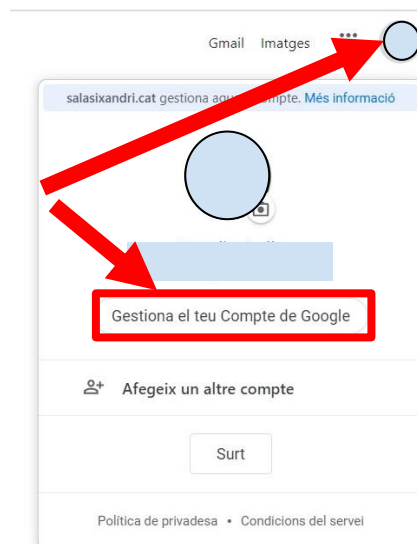 Gmail Imatges
salasixandri.cat gestiona aquest compte. Més informació
Gestiona el teu Compte de Google
Afegeix un altre compte
Surt
Política de privadesa • Condicions del servei